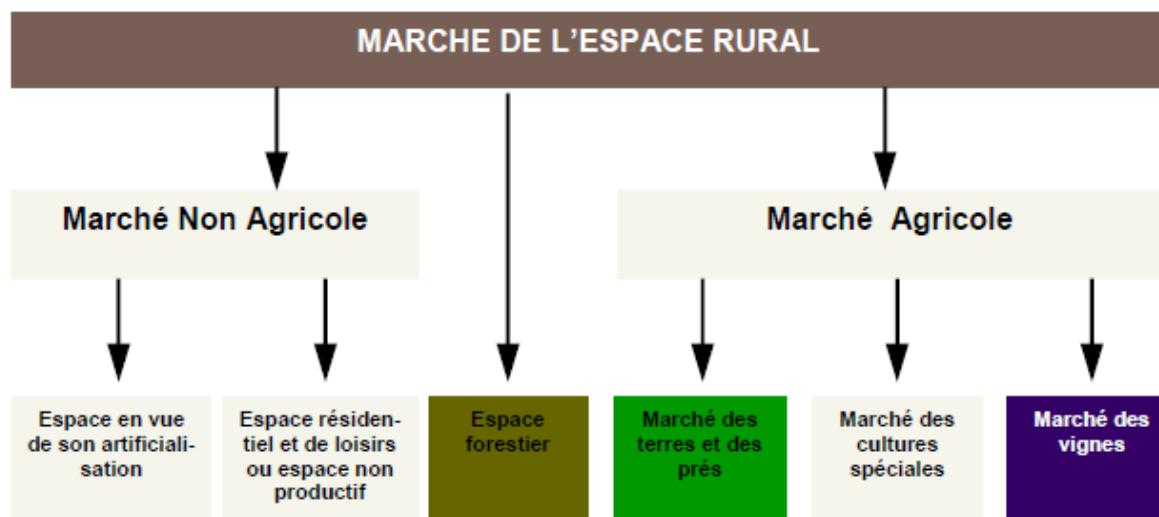 MARCHE DE L'ESPACE RURAL
Marché Non Agricole
Marché Agricole
Espace en vue
de son artificiali-
sation
Espace résiden-
tiel et de loisirs
ou espace non
productif
Espace
forestier
Marché des
terres et des
prés
Marché des
cultures
spéciales
Marché des
vignes